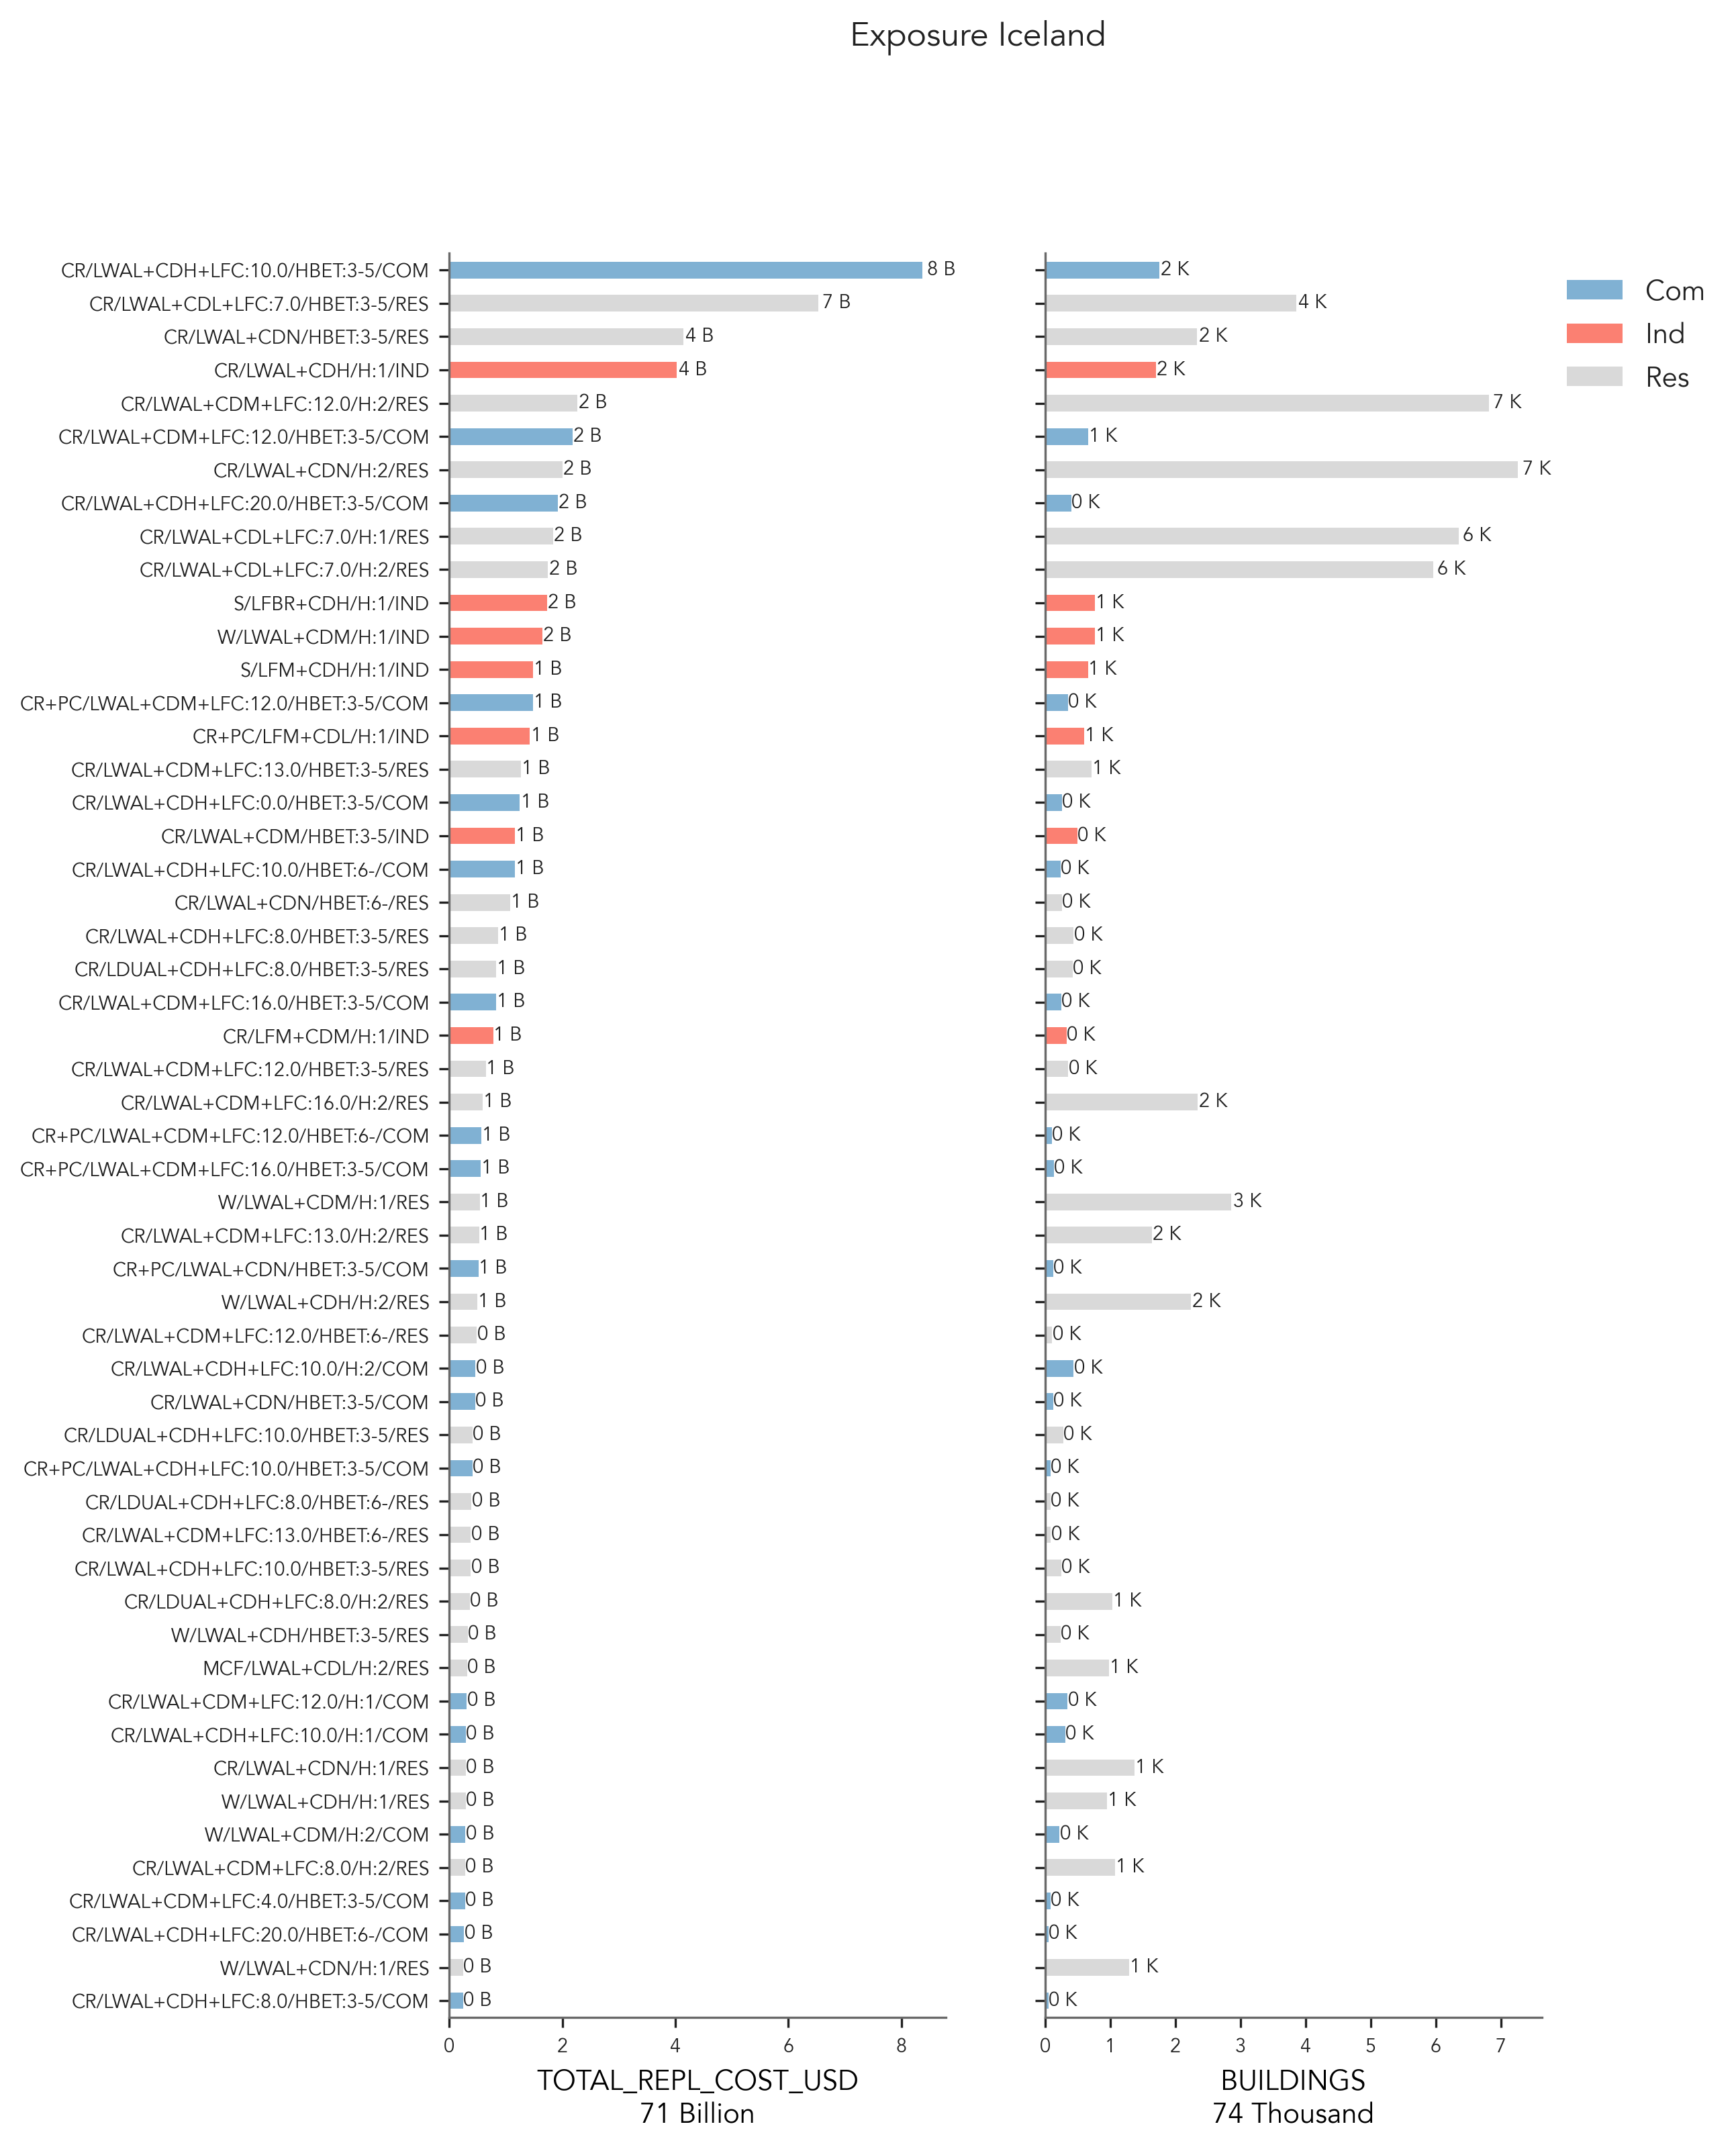 Exposure Iceland
CR/LWAL+CDH+LFC:10.0/HBET:3-5/COM 8 B 2 K
CR/LWAL+CDL+LFC:7.0/HBET:3-5/RES 7 B 4 K
CR/LWAL+CDN/HBET:3-5/RES 4 B 2 K
CR/LWAL+CDH/H:1/IND 4 B 2 K
CR/LWAL+CDM+LFC:12.0/H:2/RES 2 B 7 K
CR/LWAL+CDM+LFC:12.0/HBET:3-5/COM 2 B 1 K
CR/LWAL+CDN/H:2/RES 2 B 7 K
CR/LWAL+CDH+LFC:20.0/HBET:3-5/COM 2 B 0 K
CR/LWAL+CDL+LFC:7.0/H:1/RES 2 B 6 K
CR/LWAL+CDL+LFC:7.0/H:2/RES 2 B 6 K
S/LFBR+CDH/H:1/IND 2 B 1 K
W/LWAL+CDM/H:1/IND 2 B 1 K
S/LFM+CDH/H:1/IND 1 B 1 K
CR+PC/LWAL+CDM+LFC:12.0/HBET:3-5/COM 1 B 0 K
CR+PC/LFM+CDL/H:1/IND 1 B 1 K
CR/LWAL+CDM+LFC:13.0/HBET:3-5/RES 1 B 1 K
CR/LWAL+CDH+LFC:0.0/HBET:3-5/COM 1 B 0 K
CR/LWAL+CDM/HBET:3-5/IND 1 B 0 K
CR/LWAL+CDH+LFC:10.0/HBET:6-/COM 1 B 0 K
CR/LWAL+CDN/HBET:6-/RES 1 B 0 K
CR/LWAL+CDH+LFC:8.0/HBET:3-5/RES 1 B 0 K
CR/LDUAL+CDH+LFC:8.0/HBET:3-5/RES 1 B 0 K
CR/LWAL+CDM+LFC:16.0/HBET:3-5/COM 1 B 0 K
CR/LFM+CDM/H:1/IND 1 B 0 K
CR/LWAL+CDM+LFC:12.0/HBET:3-5/RES 1 B 0 K
CR/LWAL+CDM+LFC:16.0/H:2/RES 1 B 2 K
CR+PC/LWAL+CDM+LFC:12.0/HBET:6-/COM 1 B 0 K
CR+PC/LWAL+CDM+LFC:16.0/HBET:3-5/COM 1 B 0 K
W/LWAL+CDM/H:1/RES 1 B 3 K
CR/LWAL+CDM+LFC:13.0/H:2/RES 1 B 2 K
CR+PC/LWAL+CDN/HBET:3-5/COM 1 B 0 K
W/LWAL+CDH/H:2/RES 1 B 2 K
CR/LWAL+CDM+LFC:12.0/HBET:6-/RES 0 B 0 K
CR/LWAL+CDH+LFC:10.0/H:2/COM 0 B 0 K
CR/LWAL+CDN/HBET:3-5/COM 0 B 0 K
CR/LDUAL+CDH+LFC:10.0/HBET:3-5/RES 0 B 0 K
CR+PC/LWAL+CDH+LFC:10.0/HBET:3-5/COM 0 B 0 K
CR/LDUAL+CDH+LFC:8.0/HBET:6-/RES 0 B 0 K
CR/LWAL+CDM+LFC:13.0/HBET:6-/RES 0 B 0 K
CR/LWAL+CDH+LFC:10.0/HBET:3-5/RES 0 B 0 K
CR/LDUAL+CDH+LFC:8.0/H:2/RES 0 B 1 K
W/LWAL+CDH/HBET:3-5/RES 0 B 0 K
MCF/LWAL+CDL/H:2/RES 0 B 1 K
CR/LWAL+CDM+LFC:12.0/H:1/COM 0 B 0 K
CR/LWAL+CDH+LFC:10.0/H:1/COM 0 B 0 K
CR/LWAL+CDN/H:1/RES 0 B 1 K
W/LWAL+CDH/H:1/RES 0 B 1 K
W/LWAL+CDM/H:2/COM 0 B 0 K
CR/LWAL+CDM+LFC:8.0/H:2/RES 0 B 1 K
CR/LWAL+CDM+LFC:4.0/HBET:3-5/COM 0 B 0 K
CR/LWAL+CDH+LFC:20.0/HBET:6-/COM 0 B 0 K
W/LWAL+CDN/H:1/RES 0 B 1 K
CR/LWAL+CDH+LFC:8.0/HBET:3-5/COM 0 B 0 K
0 2 4 6 8
TOTAL_REPL_COST_USD
71 Billion
0 1 2 3 4 5 6 7
BUILDINGS
74 Thousand
Com
Ind
Res